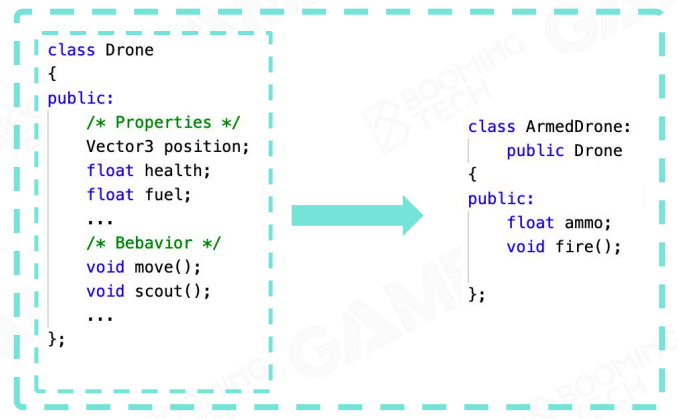 class Drone
{
public:
/* Properties */
Vector3 position;
float health;
float fuel;
...
/* Bebavior */
void move();
void scout();
...
};
class ArmedDrone:
public Drone
{
public:
float ammo;
void fire();
};
BOOMING
TECH
GAME
BOOMING
TECH